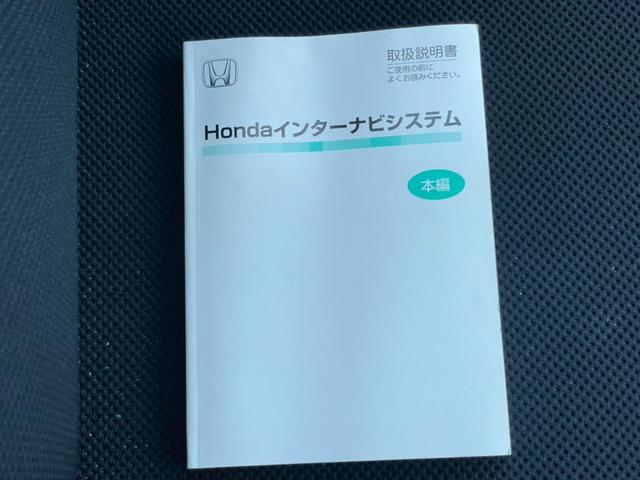 取扱説明書
ご使用の前に
よくお読みください。
Hondaインターナビシステム
本編